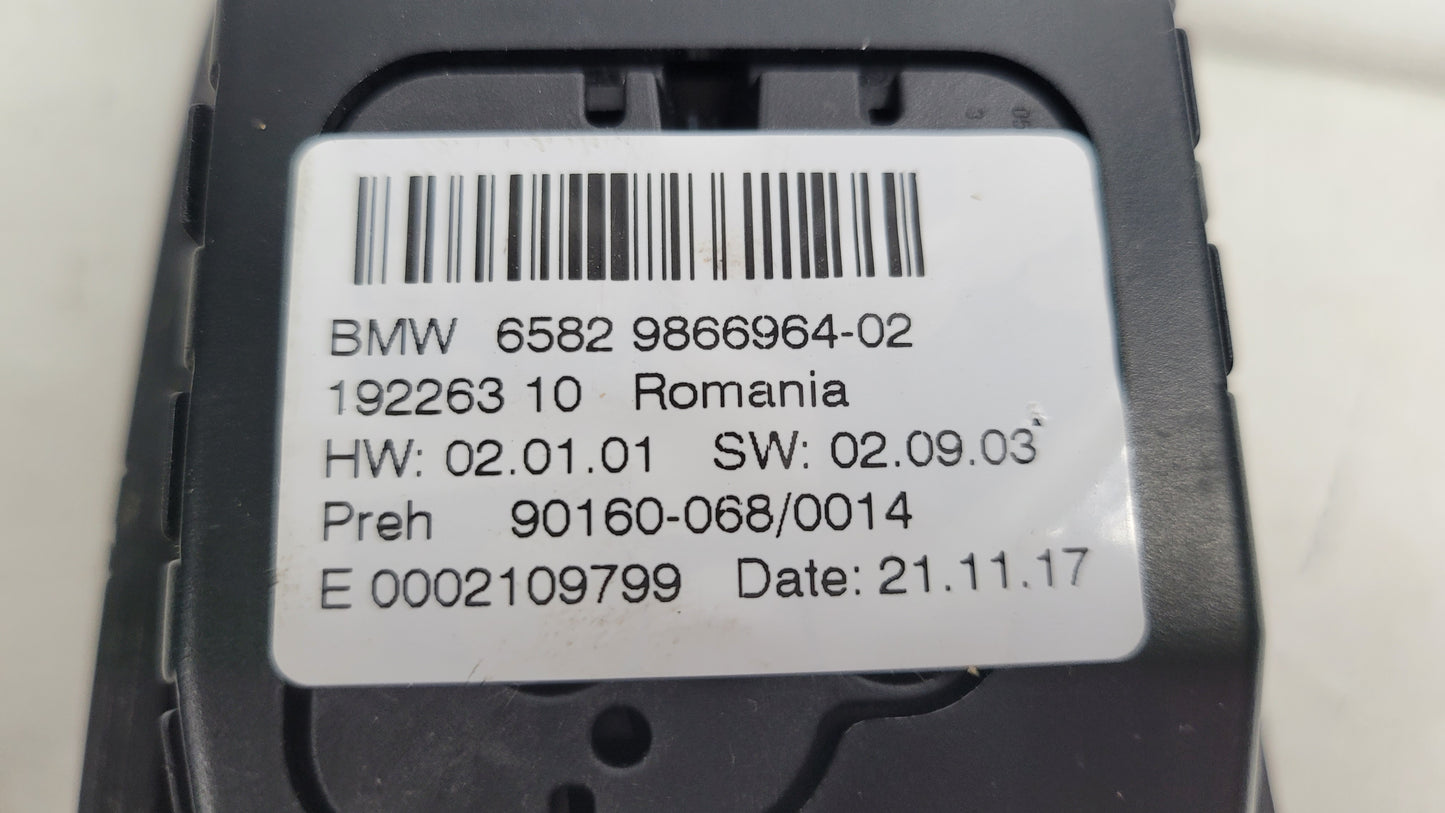 BMW 6582 9866964-02
192263 10 Romania
HW: 02.01.01 SW: 02.09.03
Preh 90160-068/0014
E 0002109799 Date: 21.11.17